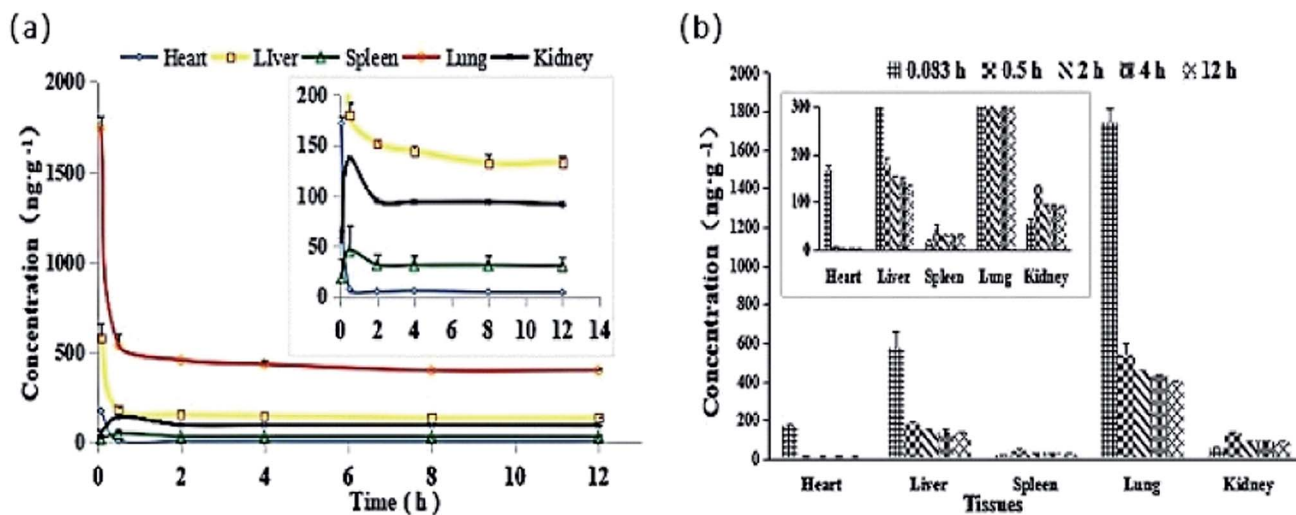 (a)
Heart LIver Spleen Lung Kidney
2000
1500
1000
500
0
0 2 4 6 8 10 12
Time (h)
Concentration (ng·g⁻¹)
200
150
100
50
0
0 2 4 6 8 10 12 14
(b)
0.083 h 0.5 h 2 h 4 h 12 h
2000
1800
1600
1400
1200
1000
800
600
400
200
0
Heart Liver Spleen Lung Kidney
Tissues
Concentration (ng·g⁻¹)
300
200
100
0
Heart Liver Spleen Lung Kidney